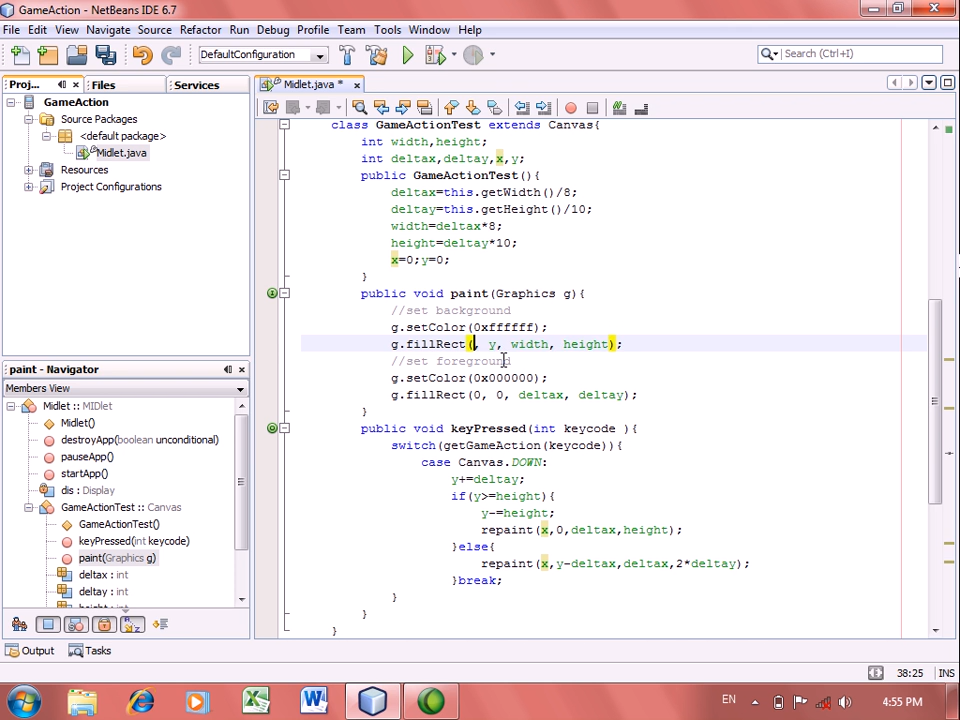 GameAction - NetBeans IDE 6.7
File Edit View Navigate Source Refactor Run Debug Profile Team Tools Window Help
DefaultConfiguration
Search (Ctrl+I)
Proj... Files Services
Midlet.java *
GameAction
Source Packages
<default package>
Midlet.java
Resources
Project Configurations
class GameActionTest extends Canvas{
int width,height;
int deltax,deltay,x,y;
public GameActionTest(){
deltax=this.getWidth()/8;
deltay=this.getHeight()/10;
width=deltax*8;
height=deltay*10;
x=0;y=0;
}
public void paint(Graphics g){
//set background
g.setColor(0xffffff);
g.fillRect(, y, width, height);
//set foreground
g.setColor(0x000000);
g.fillRect(0, 0, deltax, deltay);
}
public void keyPressed(int keycode ){
switch(getGameAction(keycode)){
case Canvas.DOWN:
y+=deltay;
if(y>=height){
y-=height;
repaint(x,0,deltax,height);
}else{
repaint(x,y-deltax,deltax,2*deltay);
}break;
}
}
}
paint - Navigator
Members View
Midlet :: MIDlet
Midlet()
destroyApp(boolean unconditional)
pauseApp()
startApp()
dis : Display
GameActionTest :: Canvas
GameActionTest()
keyPressed(int keycode)
paint(Graphics g)
deltax : int
deltay : int
Output Tasks
38:25 INS
EN
4:55 PM